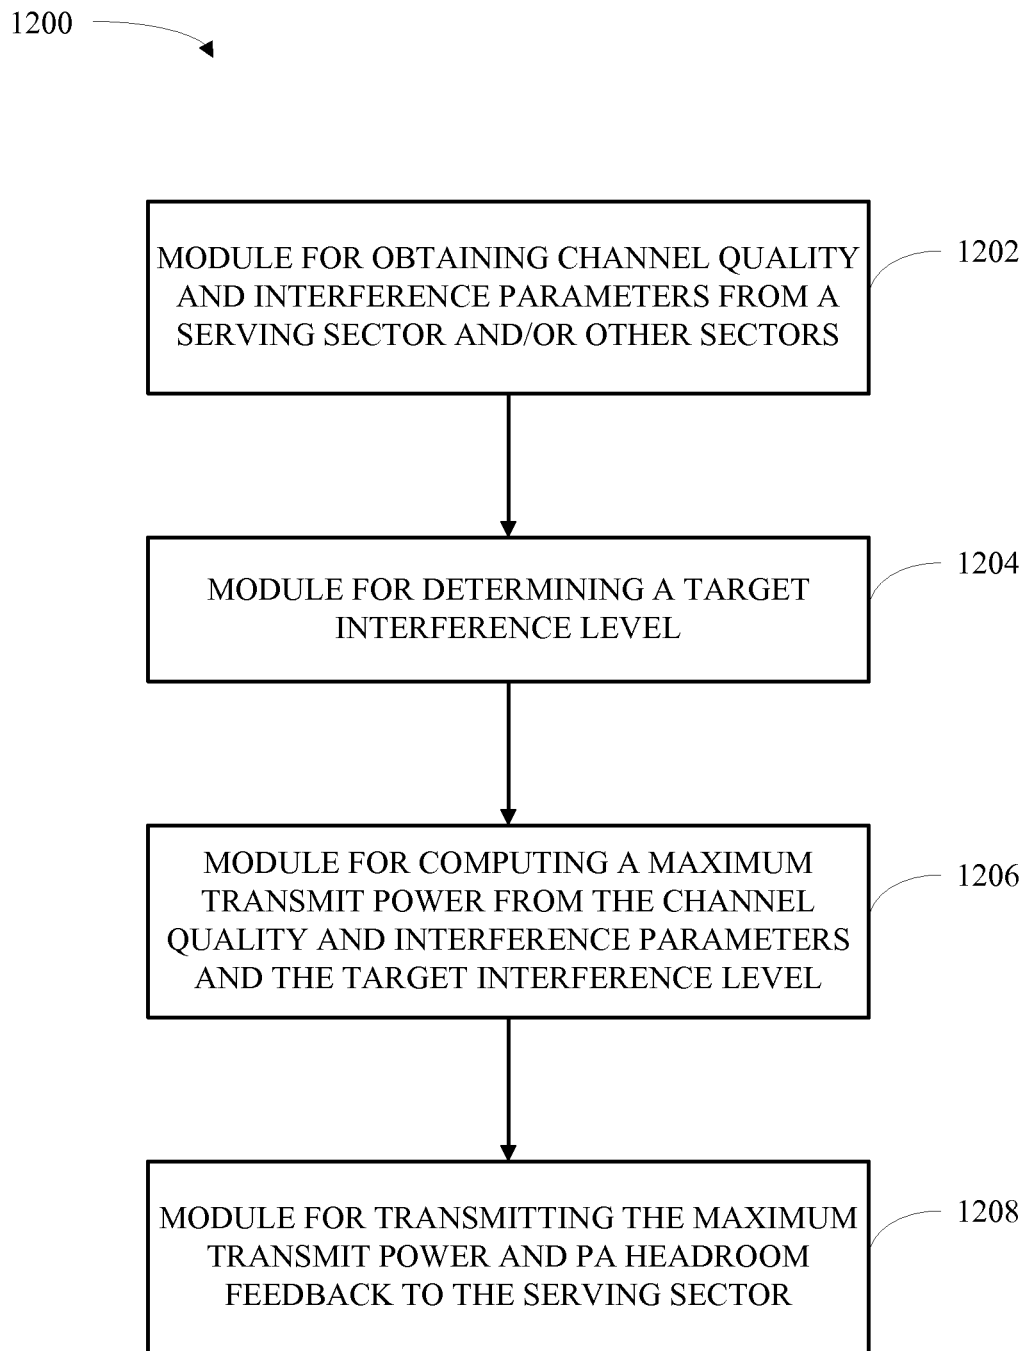 1200
MODULE FOR OBTAINING CHANNEL QUALITY
AND INTERFERENCE PARAMETERS FROM A
SERVING SECTOR AND/OR OTHER SECTORS
1202
MODULE FOR DETERMINING A TARGET
INTERFERENCE LEVEL
1204
MODULE FOR COMPUTING A MAXIMUM
TRANSMIT POWER FROM THE CHANNEL
QUALITY AND INTERFERENCE PARAMETERS
AND THE TARGET INTERFERENCE LEVEL
1206
MODULE FOR TRANSMITTING THE MAXIMUM
TRANSMIT POWER AND PA HEADROOM
FEEDBACK TO THE SERVING SECTOR
1208